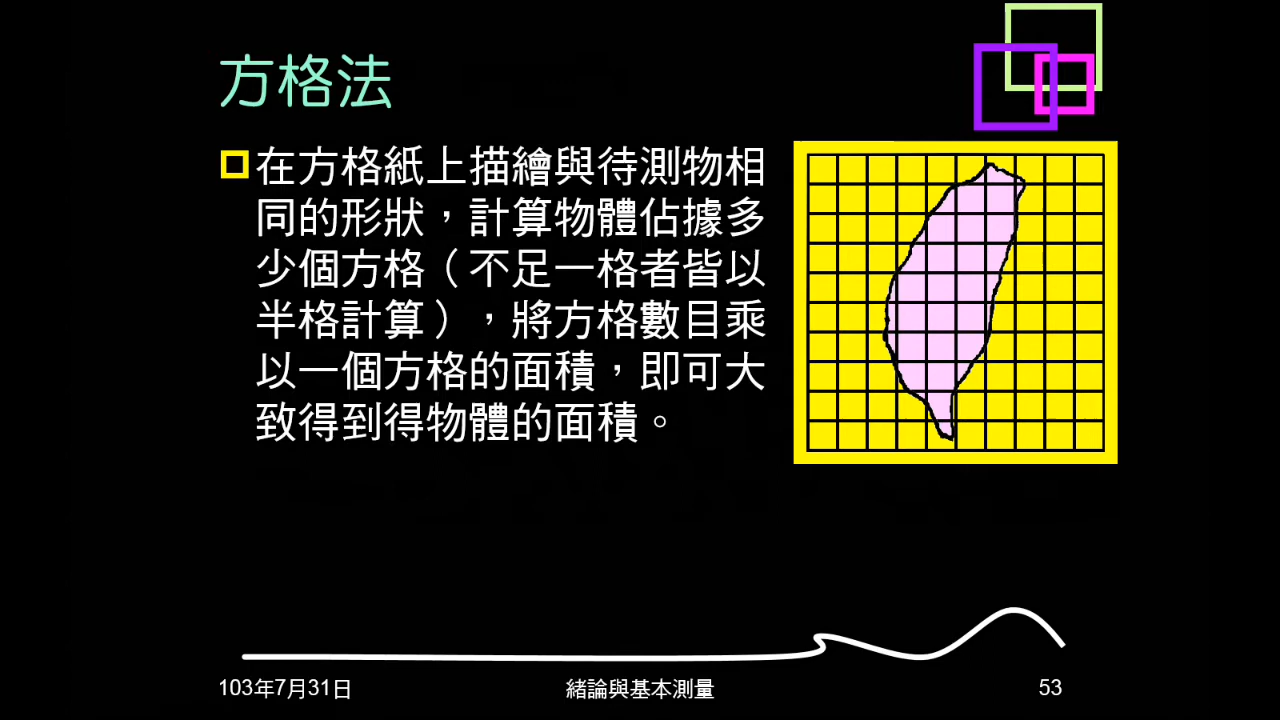 方格法
在方格紙上描繪與待測物相
同的形狀，計算物體佔據多
少個方格（不足一格者皆以
半格計算），將方格數目乘
以一個方格的面積，即可大
致得到得物體的面積。
103年7月31日
緒論與基本測量
53